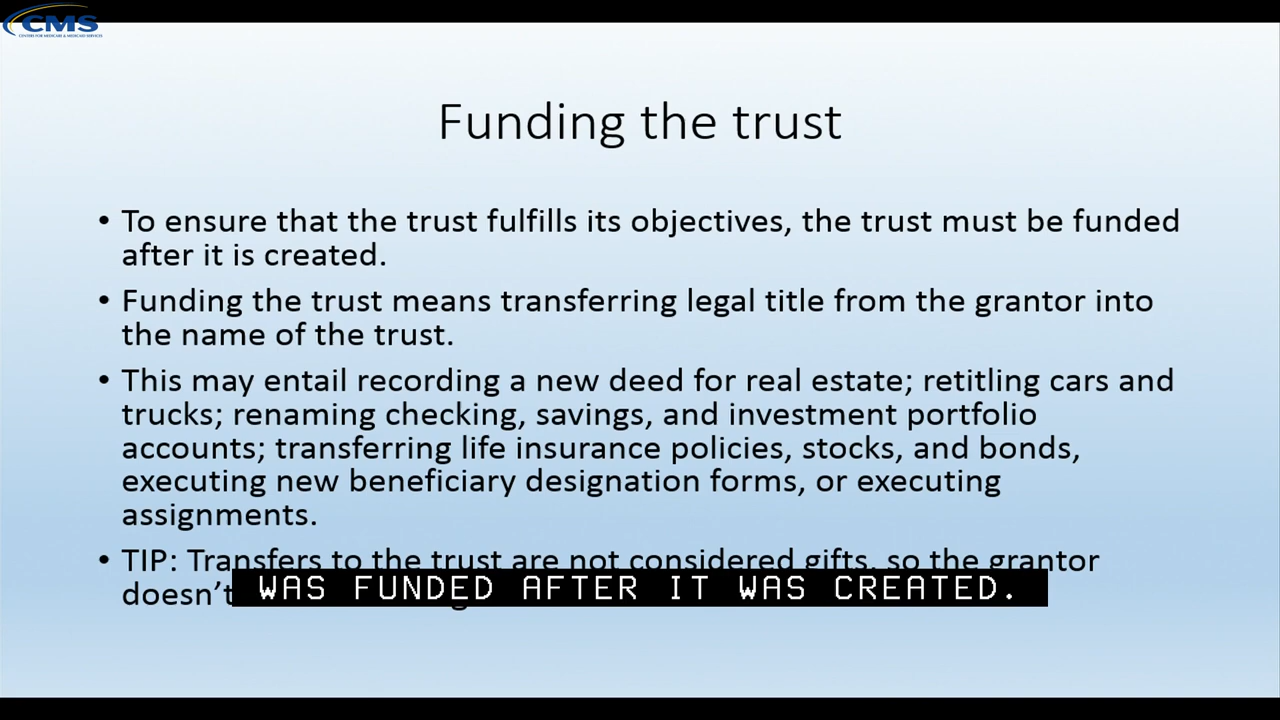 CMS
CENTERS FOR MEDICARE & MEDICAID SERVICES
Funding the trust
• To ensure that the trust fulfills its objectives, the trust must be funded
after it is created.
• Funding the trust means transferring legal title from the grantor into
the name of the trust.
• This may entail recording a new deed for real estate; retitling cars and
trucks; renaming checking, savings, and investment portfolio
accounts; transferring life insurance policies, stocks, and bonds,
executing new beneficiary designation forms, or executing
assignments.
• TIP: Transfers to the trust are not considered gifts, so the grantor
doesn’t
WAS FUNDED AFTER IT WAS CREATED.